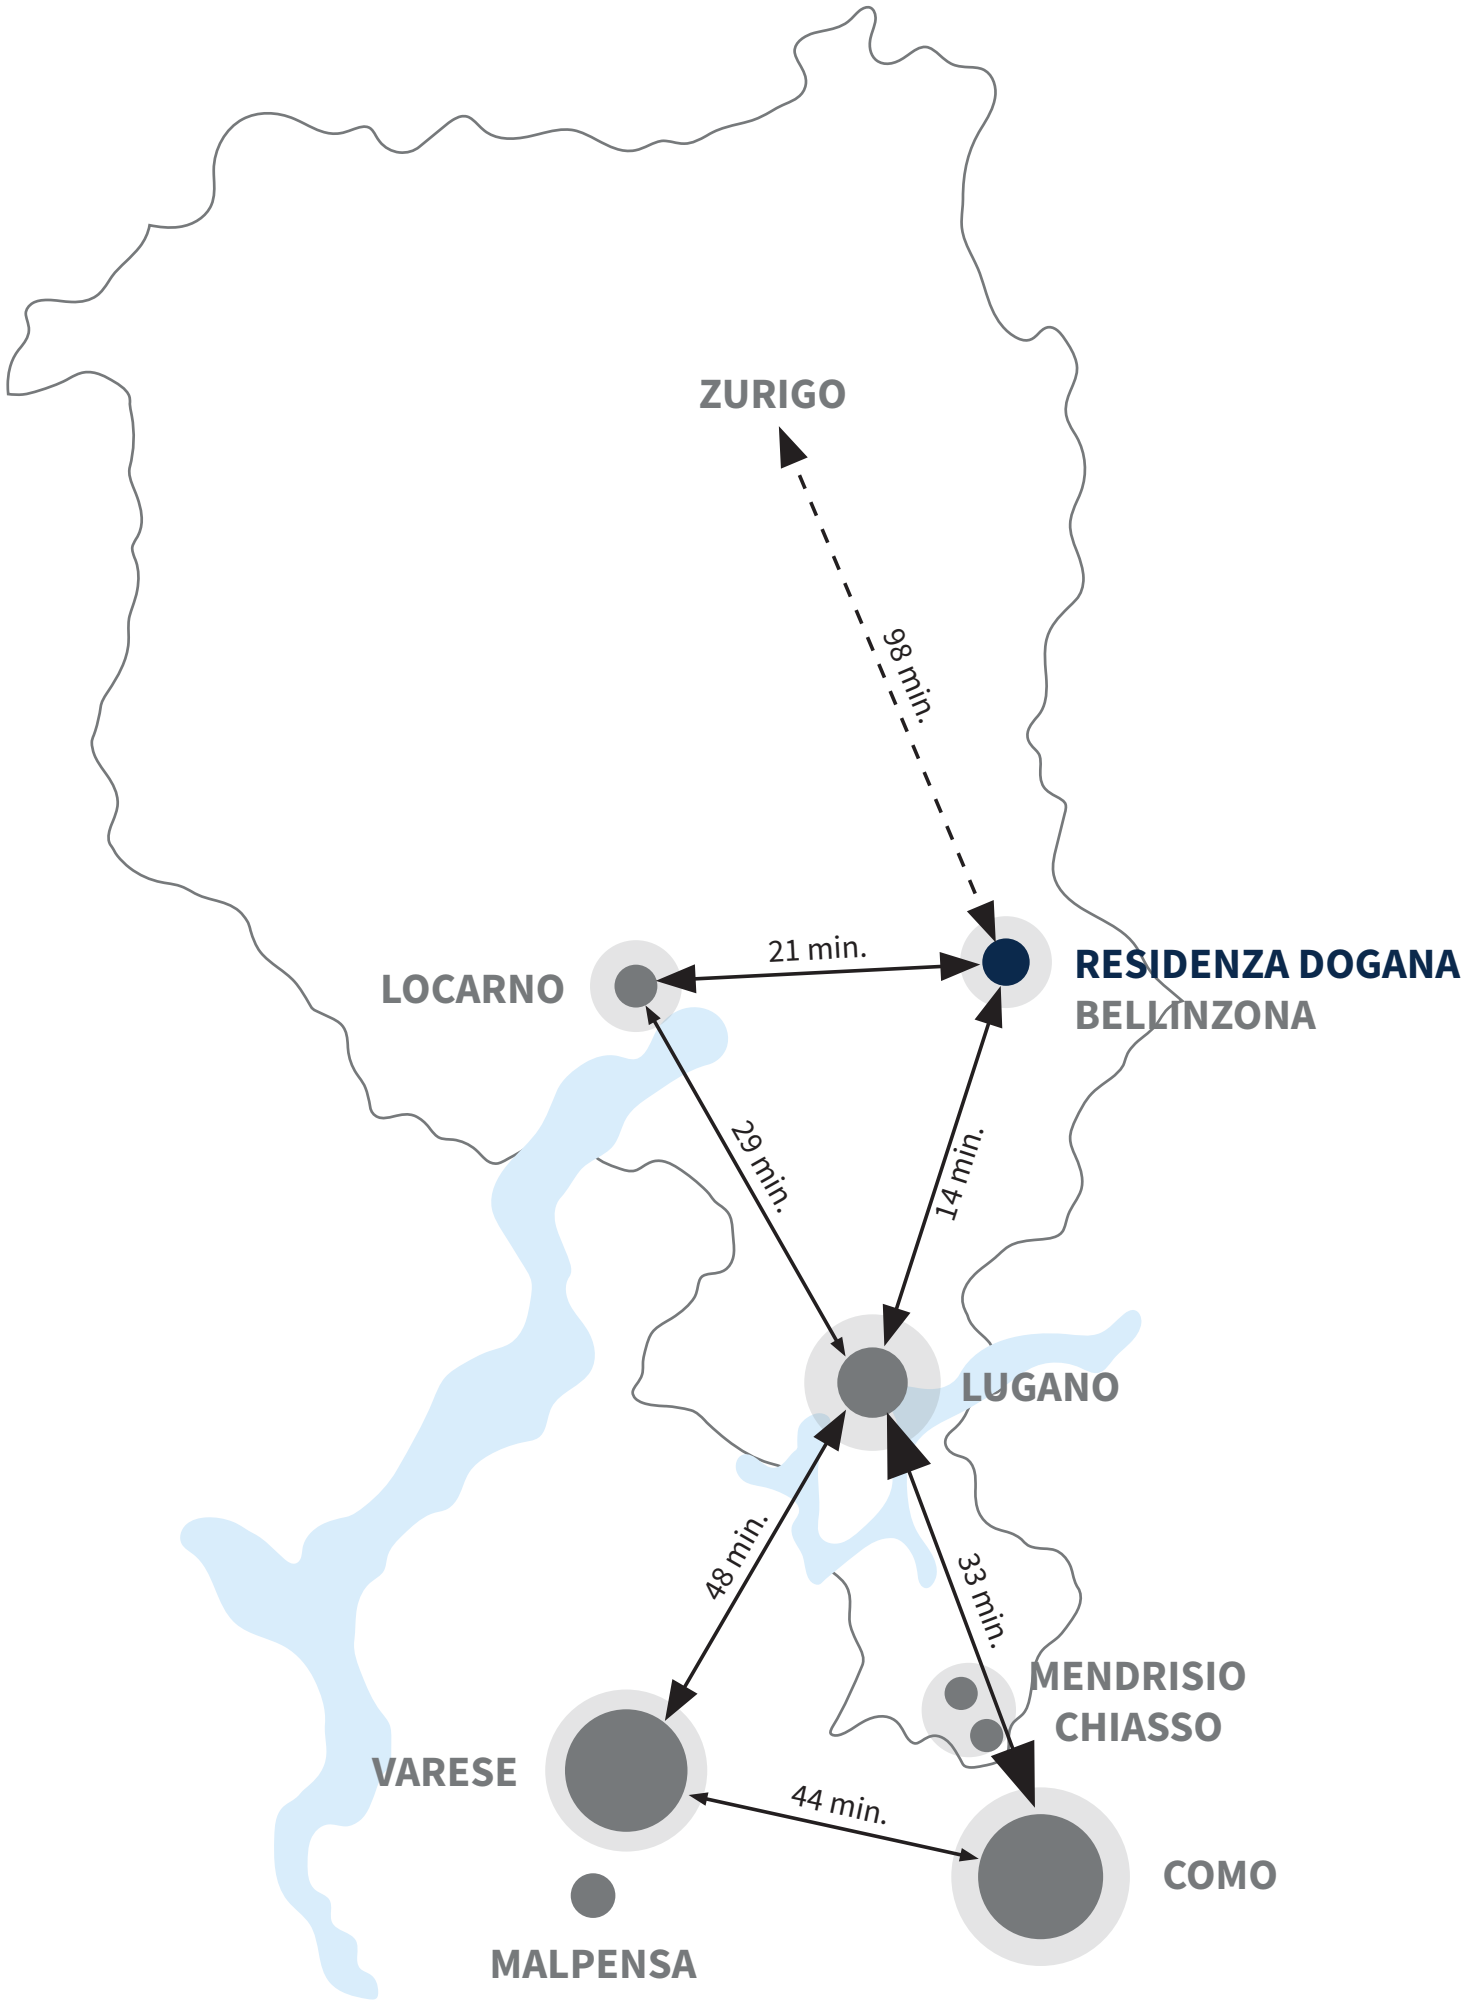 ZURIGO
98 min.
21 min.
LOCARNO
RESIDENZA DOGANA
BELLINZONA
29 min.
14 min.
LUGANO
48 min.
33 min.
MENDRISIO
CHIASSO
VARESE
44 min.
COMO
MALPENSA